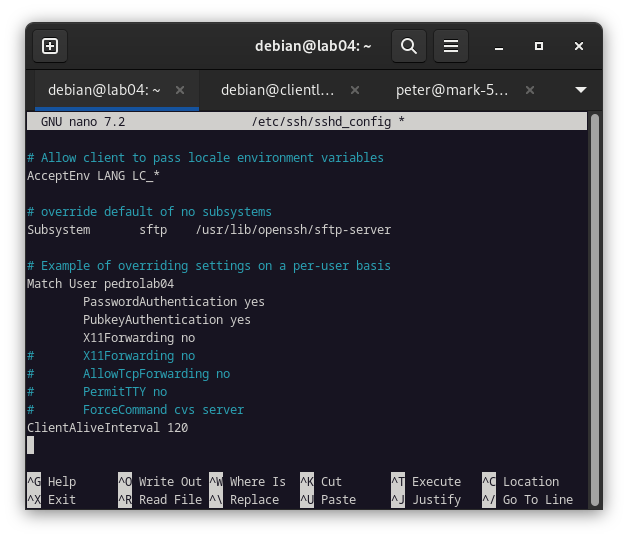 debian@lab04: ~
debian@lab04: ~ × debian@clientl... × peter@mark-5... ×
GNU nano 7.2 /etc/ssh/sshd_config *
# Allow client to pass locale environment variables
AcceptEnv LANG LC_*
# override default of no subsystems
Subsystem sftp /usr/lib/openssh/sftp-server
# Example of overriding settings on a per-user basis
Match User pedrolab04
PasswordAuthentication yes
PubkeyAuthentication yes
X11Forwarding no
# X11Forwarding no
# AllowTcpForwarding no
# PermitTTY no
# ForceCommand cvs server
ClientAliveInterval 120
^G Help ^O Write Out ^W Where Is ^K Cut ^T Execute ^C Location
^X Exit ^R Read File ^\ Replace ^U Paste ^J Justify ^/ Go To Line